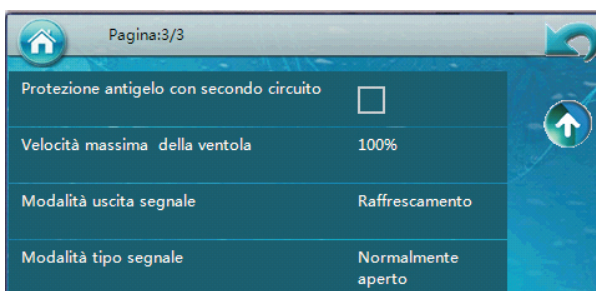 Pagina:3/3
Protezione antigelo con secondo circuito
Velocità massima della ventola 100%
Modalità uscita segnale Raffrescamento
Modalità tipo segnale Normalmente
aperto